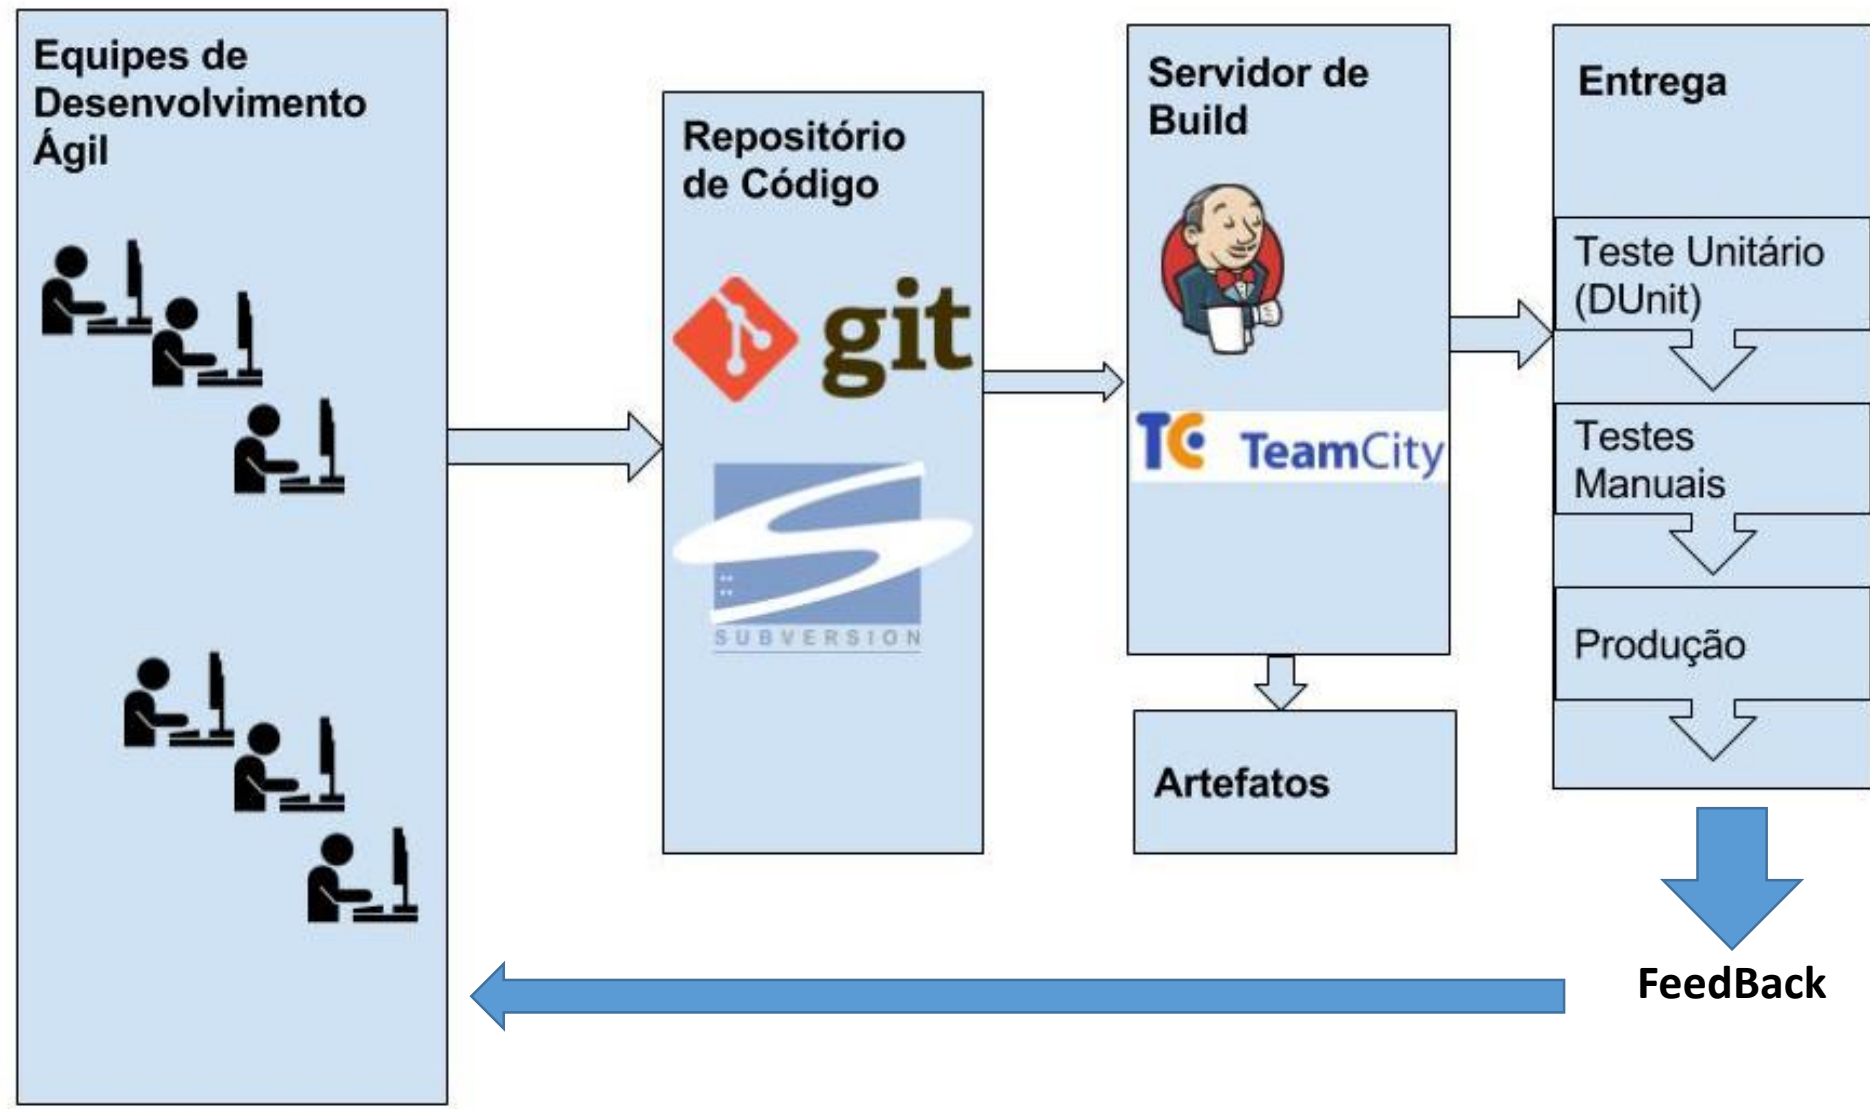 Equipes de
Desenvolvimento
Ágil
Repositório
de Código
git
SUBVERSION
Servidor de
Build
TC TeamCity
Artefatos
Entrega
Teste Unitário
(DUnit)
Testes
Manuais
Produção
FeedBack